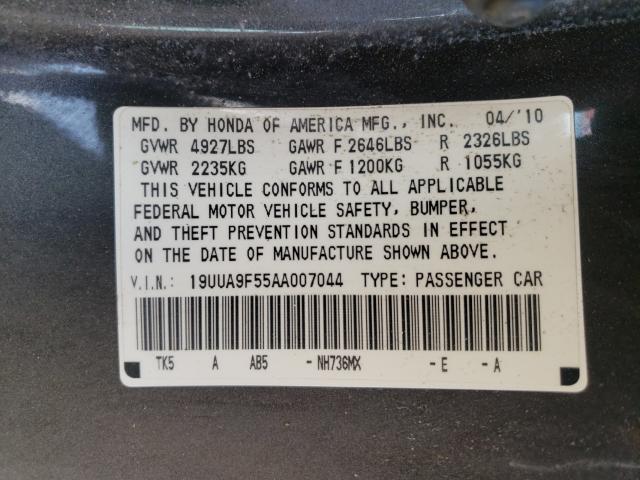 MFD. BY HONDA OF AMERICA MFG., INC. 04/'10
GVWR 4927LBS GAWR F 2646LBS R 2326LBS
GVWR 2235KG GAWR F 1200KG R 1055KG
THIS VEHICLE CONFORMS TO ALL APPLICABLE
FEDERAL MOTOR VEHICLE SAFETY, BUMPER,
AND THEFT PREVENTION STANDARDS IN EFFECT
ON THE DATE OF MANUFACTURE SHOWN ABOVE.
V.I.N.: 19UUA9F55AA007044 TYPE: PASSENGER CAR
TK5 A AB5 -NH736MX -E -A